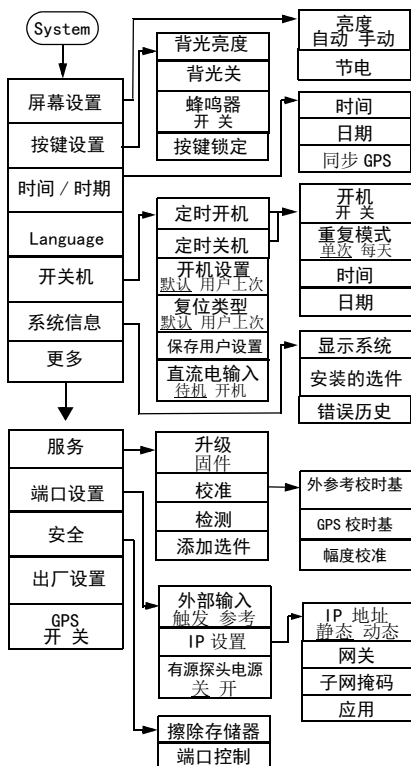 System
屏幕设置
按键设置
时间 / 时期
Language
开关机
系统信息
更多
背光亮度
背光关
蜂鸣器
开 关
按键锁定
亮度
自动 手动
节电
时间
日期
同步 GPS
定时开机
定时关机
开机设置
默认 用户上次
复位类型
默认 用户上次
保存用户设置
直流电输入
待机 开机
开机
开 关
重复模式
单次 每天
时间
日期
显示系统
安装的选件
错误历史
服务
端口设置
安全
出厂设置
GPS
开 关
升级
固件
校准
检测
添加选件
外参考校时基
GPS 校时基
幅度校准
外部输入
触发 参考
IP 设置
有源探头电源
关 开
IP 地址
静态 动态
网关
子网掩码
应用
擦除存储器
端口控制